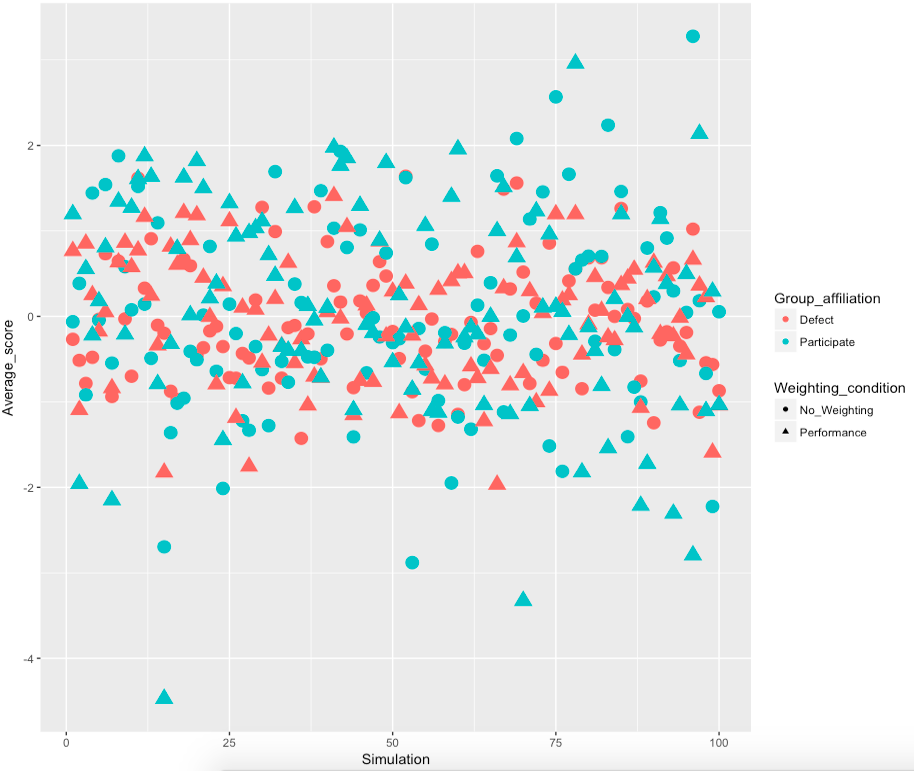 2
0
-2
-4
Average_score
0
25
50
75
100
Simulation
Group_affiliation
Defect
Participate
Weighting_condition
No_Weighting
Performance